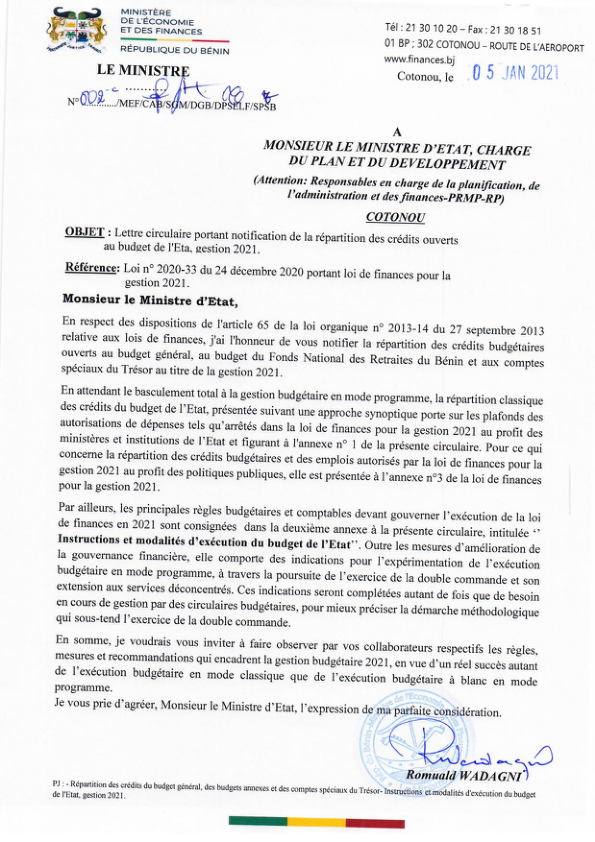 MINISTÈRE
DE L'ÉCONOMIE
ET DES FINANCES
RÉPUBLIQUE DU BÉNIN
Tél : 21 30 10 20 – Fax : 21 30 18 51
01 BP ; 302 COTONOU – ROUTE DE L'AÉROPORT
www.finances.bj
Cotonou, le 05 JAN 2021
LE MINISTRE
N° 002-c /MEF/CAB/SGM/DGB/DPSELF/SPSB
A
MONSIEUR LE MINISTRE D'ETAT, CHARGE
DU PLAN ET DU DEVELOPPEMENT
(Attention: Responsables en charge de la planification, de
l'administration et des finances-PRMP-RP)
COTONOU
OBJET : Lettre circulaire portant notification de la répartition des crédits ouverts
au budget de l'Eta, gestion 2021.
Référence: Loi n° 2020-33 du 24 décembre 2020 portant loi de finances pour la
gestion 2021.
Monsieur le Ministre d'Etat,
En respect des dispositions de l'article 65 de la loi organique n° 2013-14 du 27 septembre 2013
relative aux lois de finances, j'ai l'honneur de vous notifier la répartition des crédits budgétaires
ouverts au budget général, au budget du Fonds National des Retraites du Bénin et aux comptes
spéciaux du Trésor au titre de la gestion 2021.
En attendant le basculement total à la gestion budgétaire en mode programme, la répartition classique
des crédits du budget de l'Etat, présentée suivant une approche synoptique porte sur les plafonds des
autorisations de dépenses tels qu'arrêtés dans la loi de finances pour la gestion 2021 au profit des
ministères et institutions de l'Etat et figurant à l'annexe n° 1 de la présente circulaire. Pour ce qui
concerne la répartition des crédits budgétaires et des emplois autorisés par la loi de finances pour la
gestion 2021 au profit des politiques publiques, elle est présentée à l'annexe n°3 de la loi de finances
pour la gestion 2021.
Par ailleurs, les principales règles budgétaires et comptables devant gouverner l'exécution de la loi
de finances en 2021 sont consignées dans la deuxième annexe à la présente circulaire, intitulée ‘’
Instructions et modalités d'exécution du budget de l'Etat’’. Outre les mesures d'amélioration de
la gouvernance financière, elle comporte des indications pour l'expérimentation de l'exécution
budgétaire en mode programme, à travers la poursuite de l'exercice de la double commande et son
extension aux services déconcentrés. Ces indications seront complétées autant de fois que de besoin
en cours de gestion par des circulaires budgétaires, pour mieux préciser la démarche méthodologique
qui sous-tend l'exercice de la double commande.
En somme, je voudrais vous inviter à faire observer par vos collaborateurs respectifs les règles,
mesures et recommandations qui encadrent la gestion budgétaire 2021, en vue d'un réel succès autant
de l'exécution budgétaire en mode classique que de l'exécution budgétaire à blanc en mode
programme.
Je vous prie d'agréer, Monsieur le Ministre d'Etat, l'expression de ma parfaite considération.
Romuald WADAGNI
PJ : - Répartition des crédits du budget général, des budgets annexes et des comptes spéciaux du Trésor- Instructions et modalités d'exécution du budget
de l'Etat, gestion 2021.